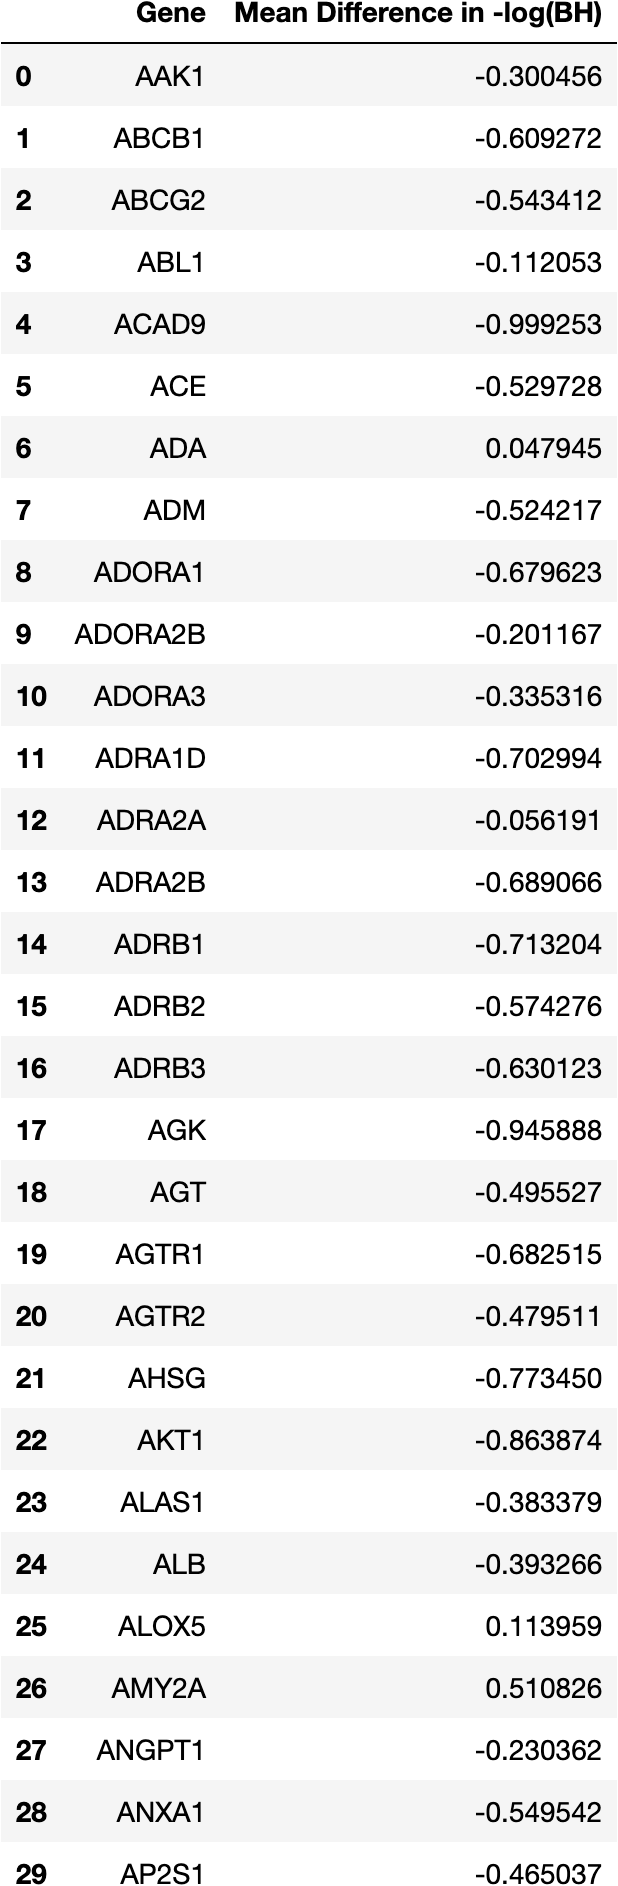 Gene Mean Difference in -log(BH)
0 AAK1 -0.300456
1 ABCB1 -0.609272
2 ABCG2 -0.543412
3 ABL1 -0.112053
4 ACAD9 -0.999253
5 ACE -0.529728
6 ADA 0.047945
7 ADM -0.524217
8 ADORA1 -0.679623
9 ADORA2B -0.201167
10 ADORA3 -0.335316
11 ADRA1D -0.702994
12 ADRA2A -0.056191
13 ADRA2B -0.689066
14 ADRB1 -0.713204
15 ADRB2 -0.574276
16 ADRB3 -0.630123
17 AGK -0.945888
18 AGT -0.495527
19 AGTR1 -0.682515
20 AGTR2 -0.479511
21 AHSG -0.773450
22 AKT1 -0.863874
23 ALAS1 -0.383379
24 ALB -0.393266
25 ALOX5 0.113959
26 AMY2A 0.510826
27 ANGPT1 -0.230362
28 ANXA1 -0.549542
29 AP2S1 -0.465037